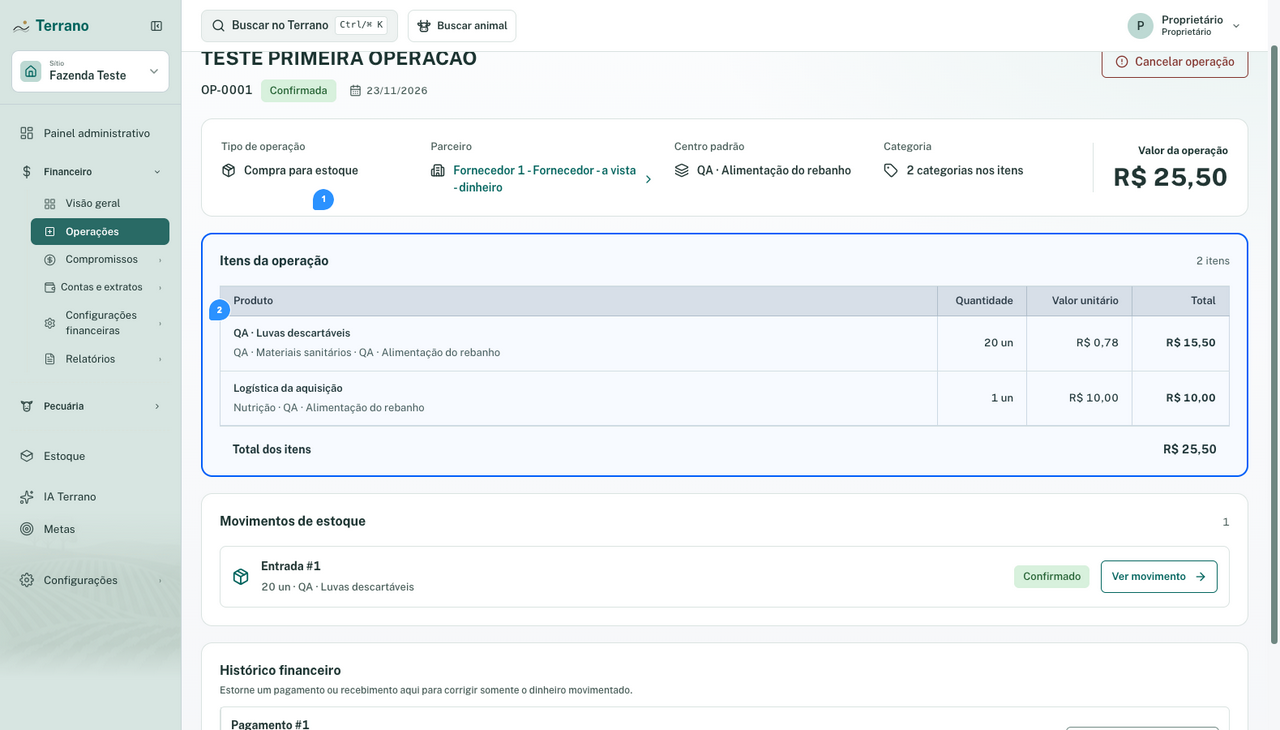 Terrano
Buscar no Terrano Ctrl/⌘ K
Buscar animal
P
Proprietário
Proprietário
Sítio
Fazenda Teste
Painel administrativo
Financeiro
Visão geral
Operações
Compromissos
Contas e extratos
Configurações
financeiras
Relatórios
Pecuária
Estoque
IA Terrano
Metas
Configurações
TESTE PRIMEIRA OPERACAO
Cancelar operação
OP-0001 Confirmada 23/11/2026
Tipo de operação
Compra para estoque
1
Parceiro
Fornecedor 1 - Fornecedor - a vista
- dinheiro
Centro padrão
QA · Alimentação do rebanho
Categoria
2 categorias nos itens
Valor da operação
R$ 25,50
Itens da operação 2 itens
2
Produto Quantidade Valor unitário Total
QA · Luvas descartáveis
QA · Materiais sanitários · QA · Alimentação do rebanho
20 un R$ 0,78 R$ 15,50
Logística da aquisição
Nutrição · QA · Alimentação do rebanho
1 un R$ 10,00 R$ 10,00
Total dos itens R$ 25,50
Movimentos de estoque 1
Entrada #1
20 un · QA · Luvas descartáveis
Confirmado Ver movimento
Histórico financeiro
Estorne um pagamento ou recebimento aqui para corrigir somente o dinheiro movimentado.
Pagamento #1